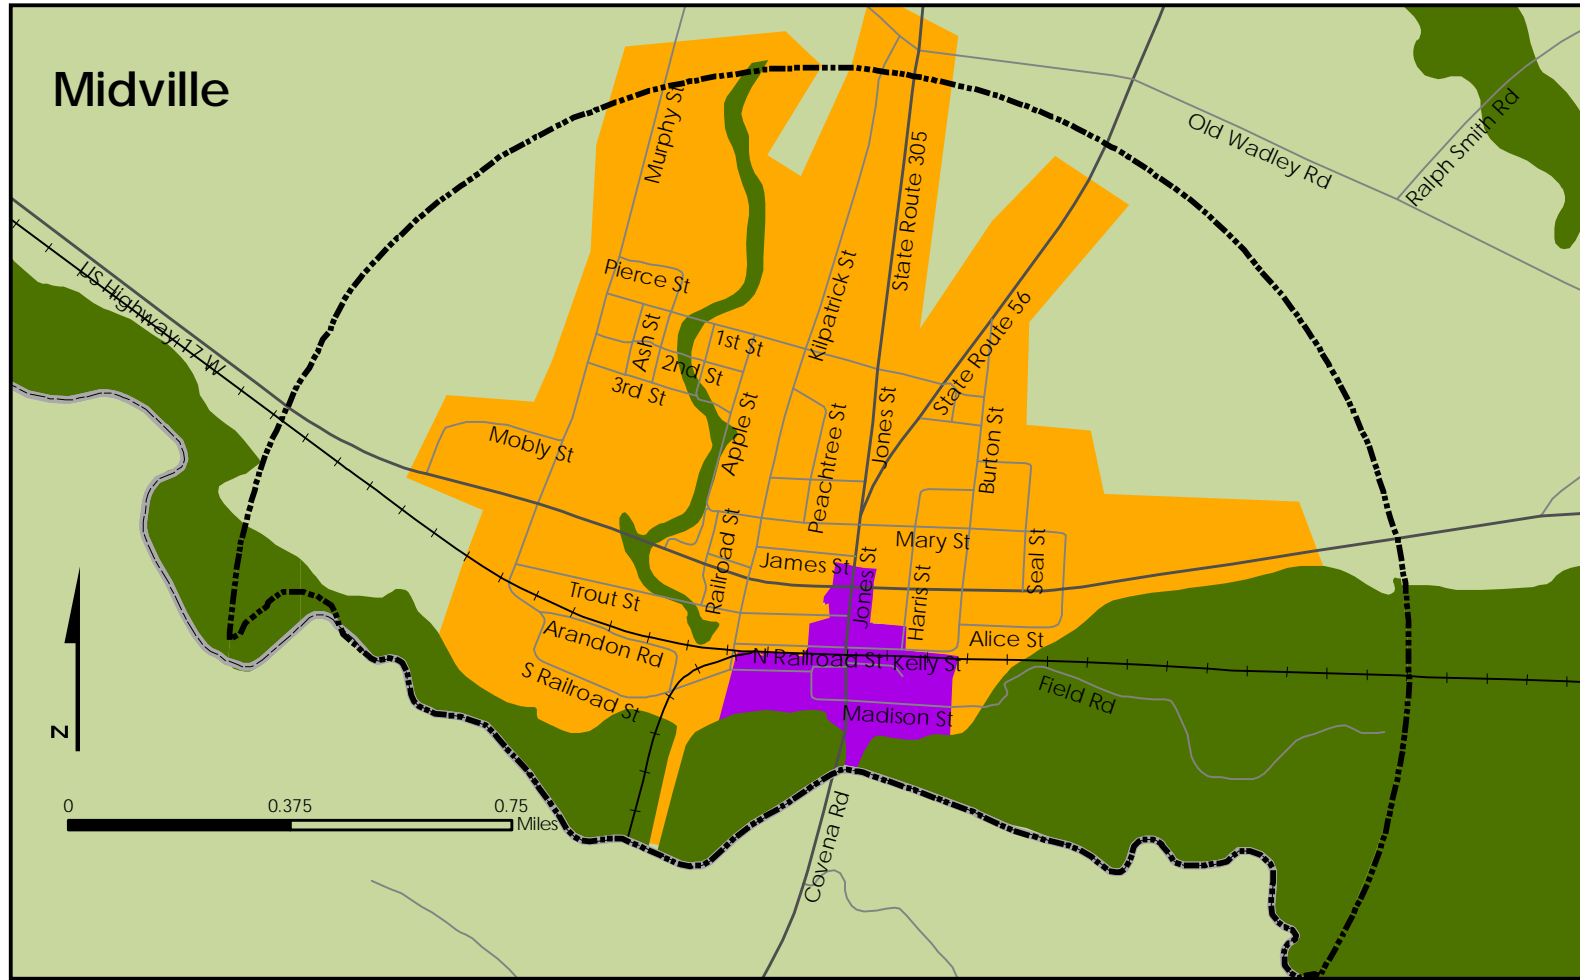 Midville
Murphy St
Old Wadley Rd
Ralph Smith Rd
State Route 305
US Highway 17 W
Pierce St
Kilpatrick St
State Route 56
Ash St
1st St
2nd St
3rd St
Apple St
Peachtree St
Jones St
Burton St
Mobly St
Railroad St
James St
Mary St
Seal St
Jones St
Harris St
Trout St
Arandon Rd
Alice St
N Railroad St
Kelly St
S Railroad St
Field Rd
Madison St
Covena Rd
N
0 0.375 0.75
Miles